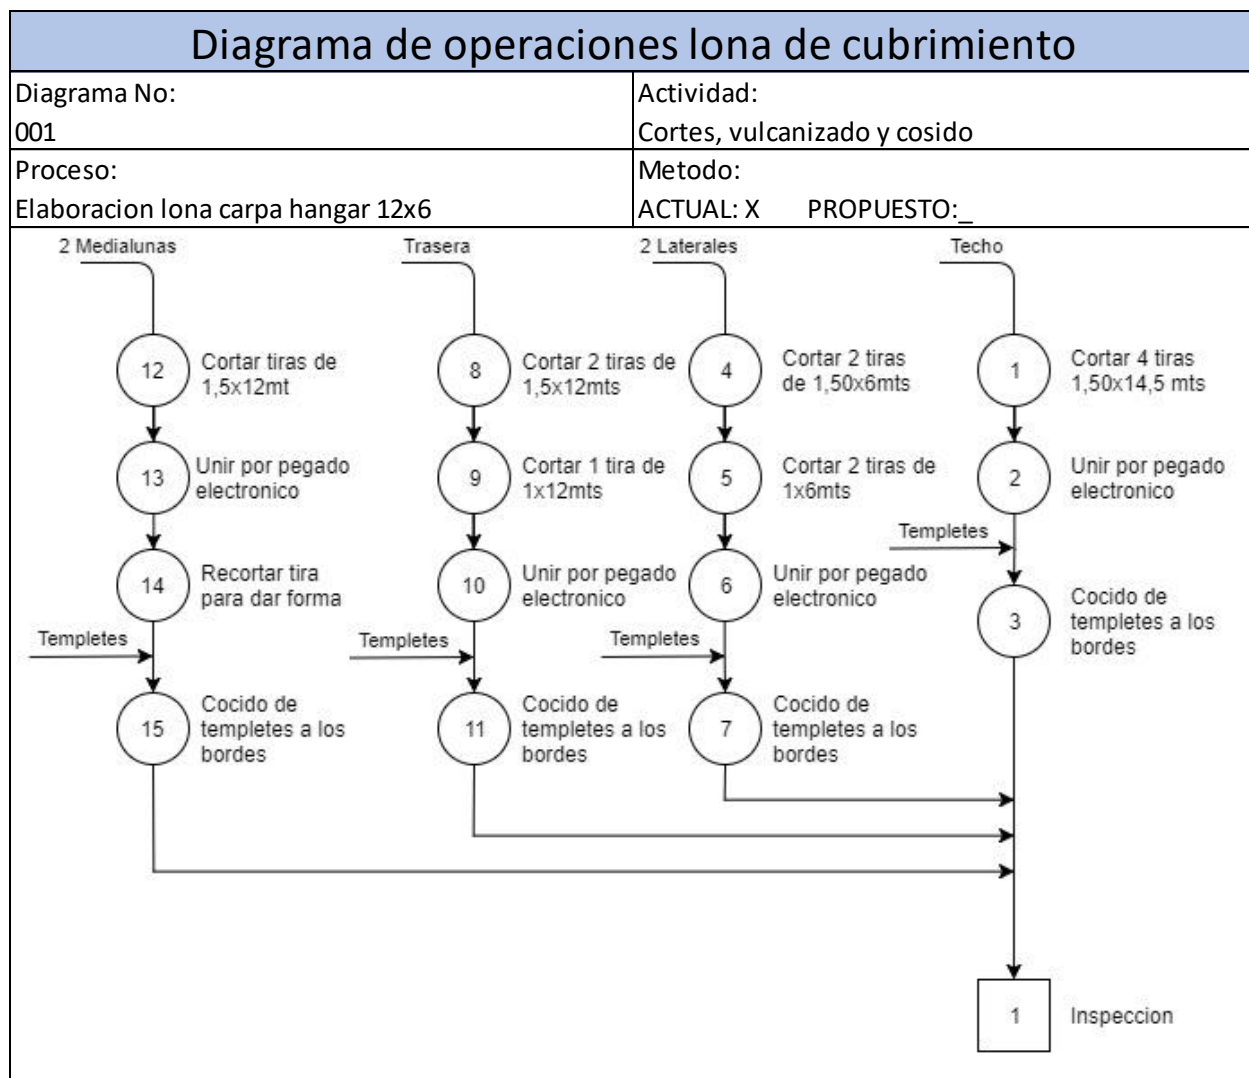 Diagrama de operaciones lona de cubrimiento
Diagrama No:
001
Actividad:
Cortes, vulcanizado y cosido
Proceso:
Elaboracion lona carpa hangar 12x6
Metodo:
ACTUAL: X PROPUESTO:_
2 Medialunas
Trasera
2 Laterales
Techo
12
Cortar tiras de
1,5x12mt
8
Cortar 2 tiras de
1,5x12mts
4
Cortar 2 tiras
de 1,50x6mts
1
Cortar 4 tiras
1,50x14,5 mts
13
Unir por pegado
electronico
9
Cortar 1 tira de
1x12mts
5
Cortar 2 tiras de
1x6mts
2
Unir por pegado
electronico
Templetes
14
Recortar tira
para dar forma
10
Unir por pegado
electronico
6
Unir por pegado
electronico
3
Cocido de
templetes a los
bordes
Templetes
Templetes
Templetes
15
Cocido de
templetes a los
bordes
11
Cocido de
templetes a los
bordes
7
Cocido de
templetes a los
bordes
1
Inspeccion